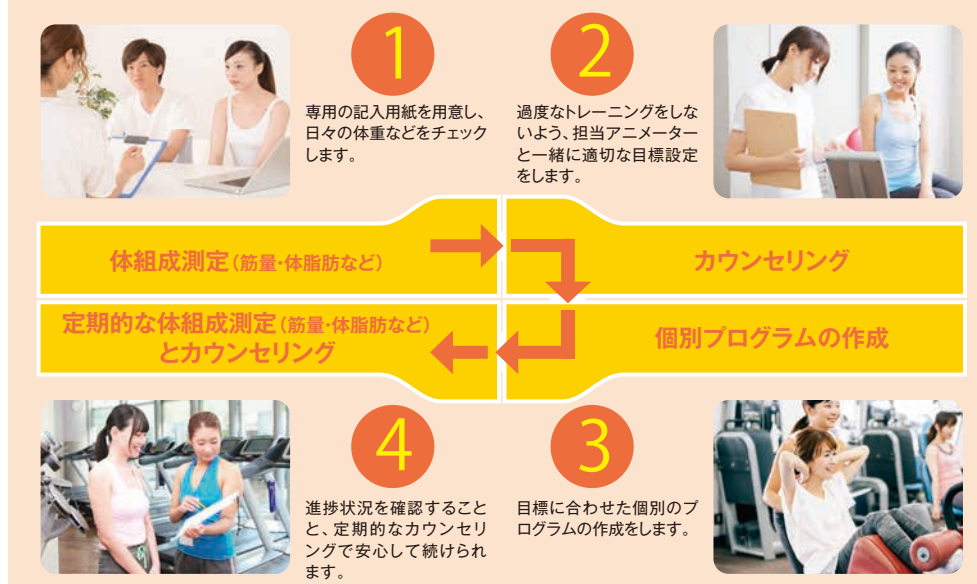 1
専用の記入用紙を用意し、
日々の体重などをチェック
します。
2
過度なトレーニングをしな
いよう、担当アニメーター
と一緒に適切な目標設定
をします。
体組成測定(筋量・体脂肪など)
カウンセリング
個別プログラムの作成
定期的な体組成測定(筋量・体脂肪など)
とカウンセリング
3
目標に合わせた個別のプ
ログラムの作成をします。
4
進捗状況を確認すること
と、定期的なカウンセリ
ングで安心して続けられ
ます。